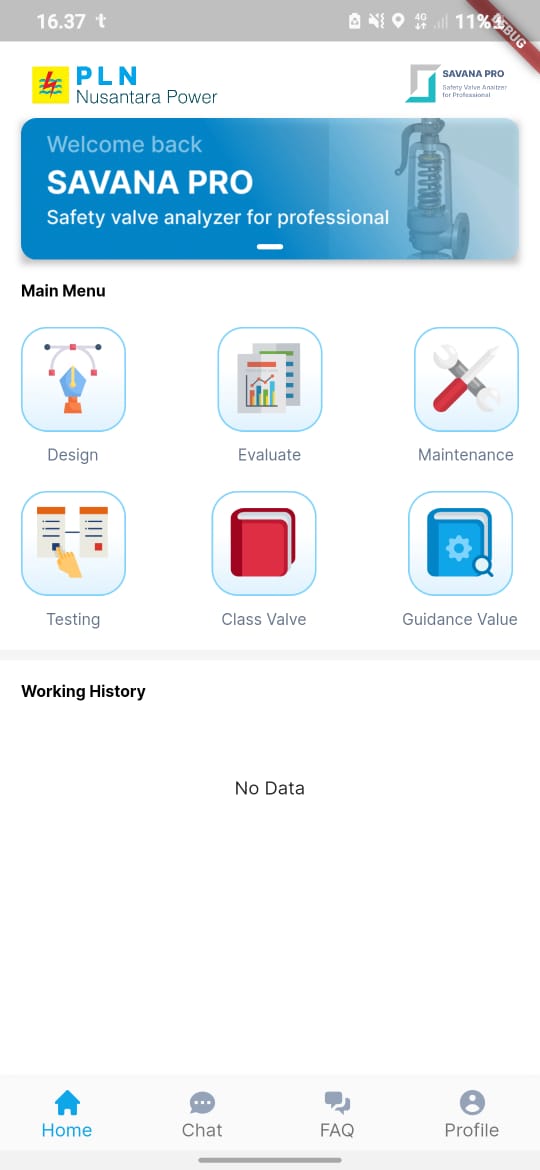 16.37
4G
11%
DEBUG
PLN
Nusantara Power
SAVANA PRO
Safety Valve Analizer
for Professional
Welcome back
SAVANA PRO
Safety valve analyzer for professional
Main Menu
Design
Evaluate
Maintenance
Testing
Class Valve
Guidance Value
Working History
No Data
Home
Chat
FAQ
Profile